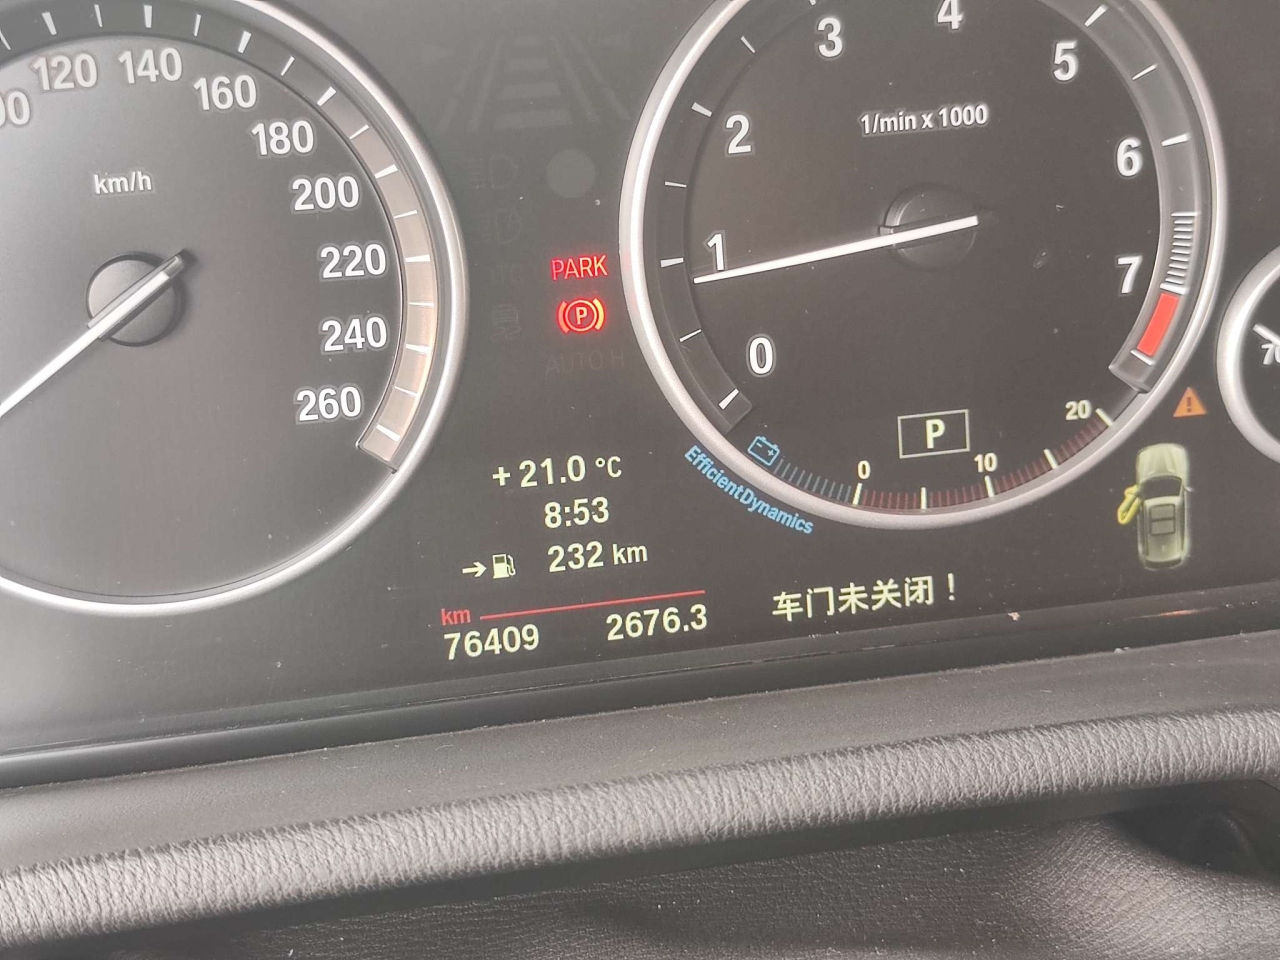 120
140
160
180
200
220
240
260
km/h
PARK
P
AUTO H
+21.0 °C
8:53
→ 232 km
km
76409 2676.3
0
1
2
3
4
5
6
7
1/min x 1000
P
0
10
20
EfficientDynamics
车门未关闭！